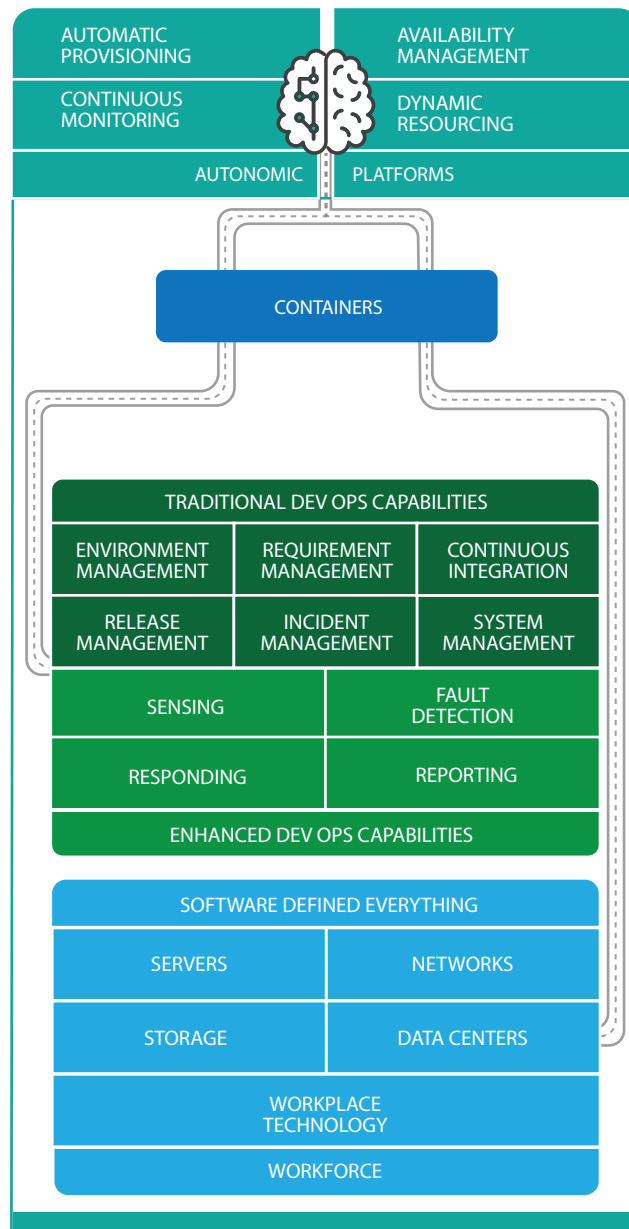 AUTOMATIC
PROVISIONING
AVAILABILITY
MANAGEMENT
CONTINUOUS
MONITORING
DYNAMIC
RESOURCING
AUTONOMIC
PLATFORMS
CONTAINERS
TRADITIONAL DEV OPS CAPABILITIES
ENVIRONMENT
MANAGEMENT
REQUIREMENT
MANAGEMENT
CONTINUOUS
INTEGRATION
RELEASE
MANAGEMENT
INCIDENT
MANAGEMENT
SYSTEM
MANAGEMENT
SENSING
FAULT
DETECTION
RESPONDING
REPORTING
ENHANCED DEV OPS CAPABILITIES
SOFTWARE DEFINED EVERYTHING
SERVERS
NETWORKS
STORAGE
DATA CENTERS
WORKPLACE
TECHNOLOGY
WORKFORCE